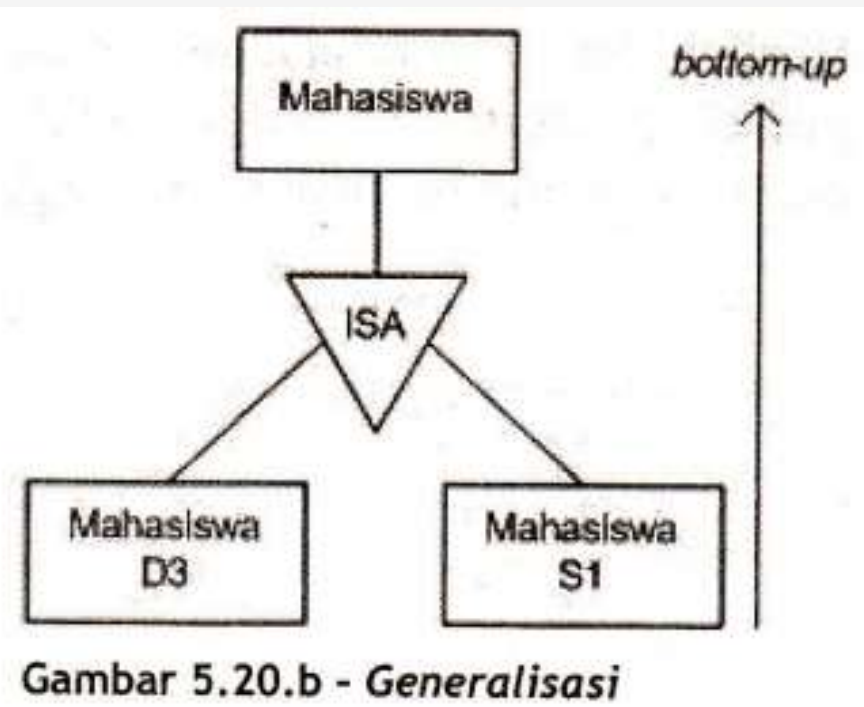 Mahasiswa
bottom-up
ISA
Mahasiswa
D3
Mahasiswa
S1
Gambar 5.20.b - Generalisasi